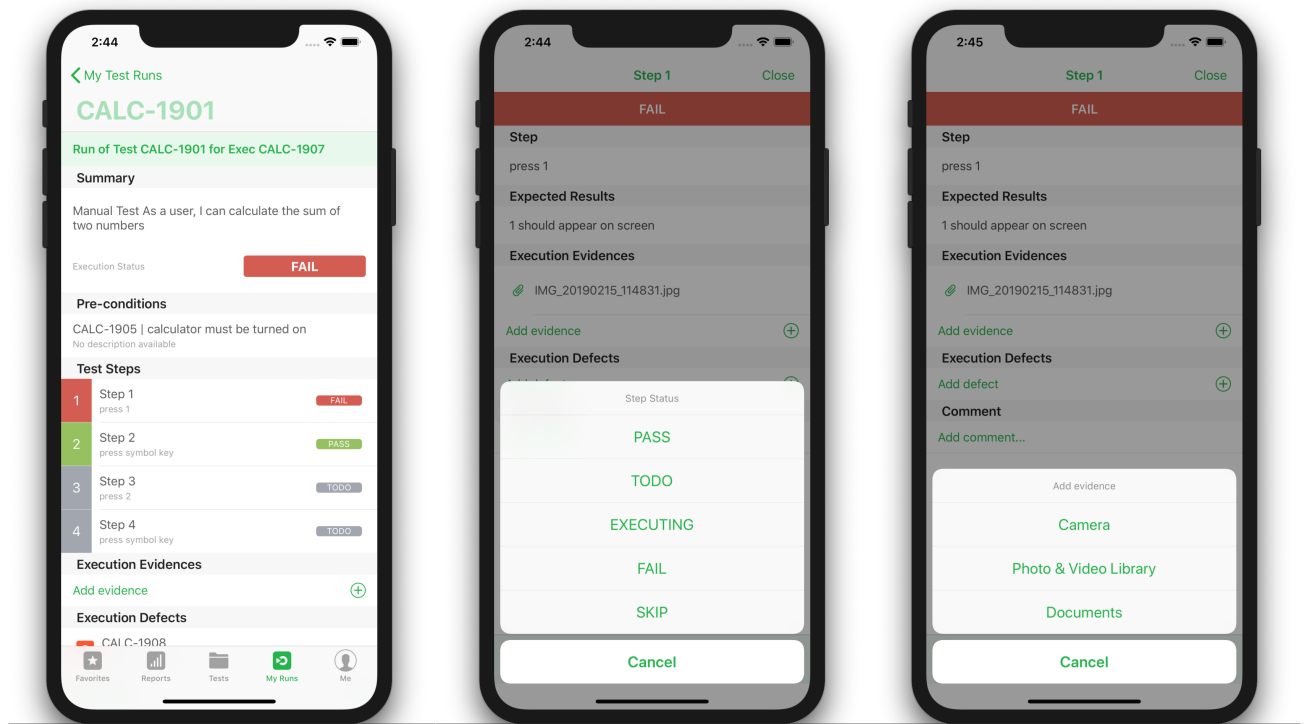 2:44
My Test Runs
CALC-1901
Run of Test CALC-1901 for Exec CALC-1907
Summary
Manual Test As a user, I can calculate the sum of
two numbers
Execution Status
FAIL
Pre-conditions
CALC-1905 | calculator must be turned on
No description available
Test Steps
1
Step 1
press 1
FAIL
2
Step 2
press symbol key
PASS
3
Step 3
press 2
TODO
4
Step 4
press symbol key
TODO
Execution Evidences
Add evidence
Execution Defects
CALC-1908
Favorites
Reports
Tests
My Runs
Me
2:44
Step 1
Close
FAIL
Step
press 1
Expected Results
1 should appear on screen
Execution Evidences
IMG_20190215_114831.jpg
Add evidence
Execution Defects
Step Status
PASS
TODO
EXECUTING
FAIL
SKIP
Cancel
2:45
Step 1
Close
FAIL
Step
press 1
Expected Results
1 should appear on screen
Execution Evidences
IMG_20190215_114831.jpg
Add evidence
Execution Defects
Add defect
Comment
Add comment...
Add evidence
Camera
Photo & Video Library
Documents
Cancel